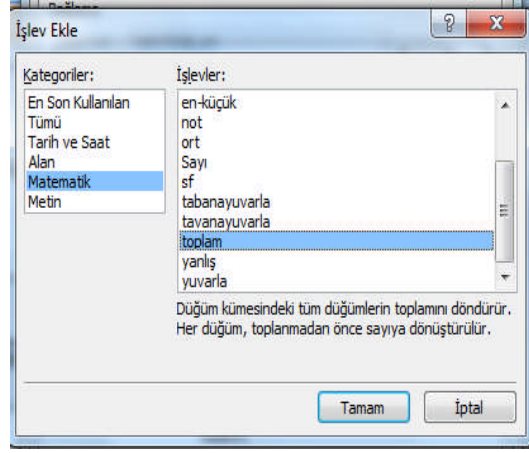 Bağlama
İşlev Ekle
Kategoriler:
En Son Kullanılan
Tümü
Tarih ve Saat
Alan
Matematik
Metin
İşlevler:
en-küçük
not
ort
Sayı
sf
tabanayuvarla
tavanayuvarla
toplam
yanlış
yuvarla
Düğüm kümesindeki tüm düğümlerin toplamını döndürür.
Her düğüm, toplanmadan önce sayıya dönüştürülür.
Tamam
İptal